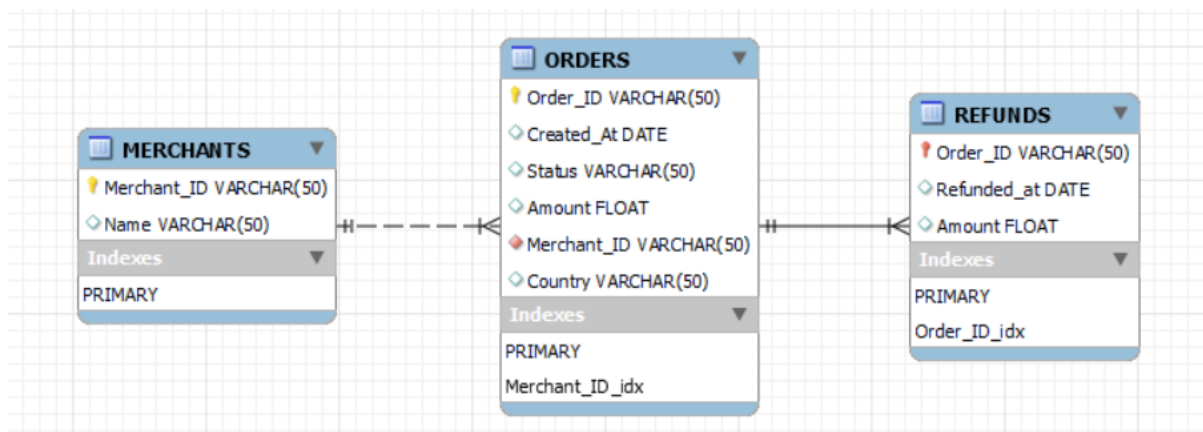 MERCHANTS
Merchant_ID VARCHAR(50)
Name VARCHAR(50)
Indexes
PRIMARY
ORDERS
Order_ID VARCHAR(50)
Created_At DATE
Status VARCHAR(50)
Amount FLOAT
Merchant_ID VARCHAR(50)
Country VARCHAR(50)
Indexes
PRIMARY
Merchant_ID_idx
REFUNDS
Order_ID VARCHAR(50)
Refunded_at DATE
Amount FLOAT
Indexes
PRIMARY
Order_ID_idx